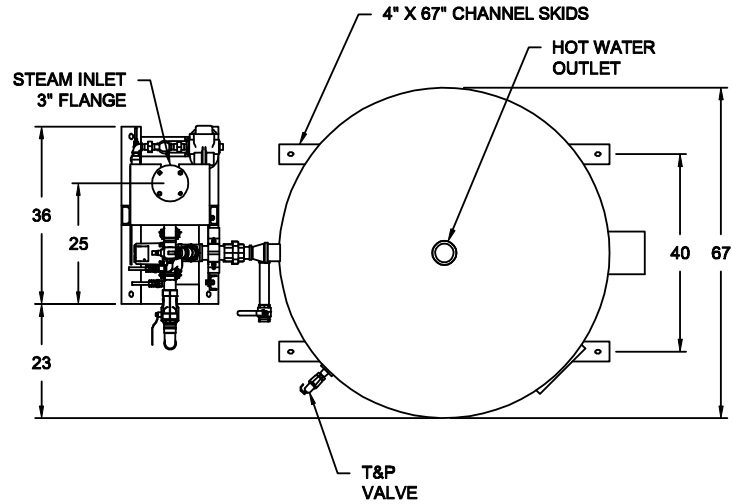 4" X 67" CHANNEL SKIDS
HOT WATER
OUTLET
STEAM INLET
3" FLANGE
36
25
40
67
23
T&P
VALVE